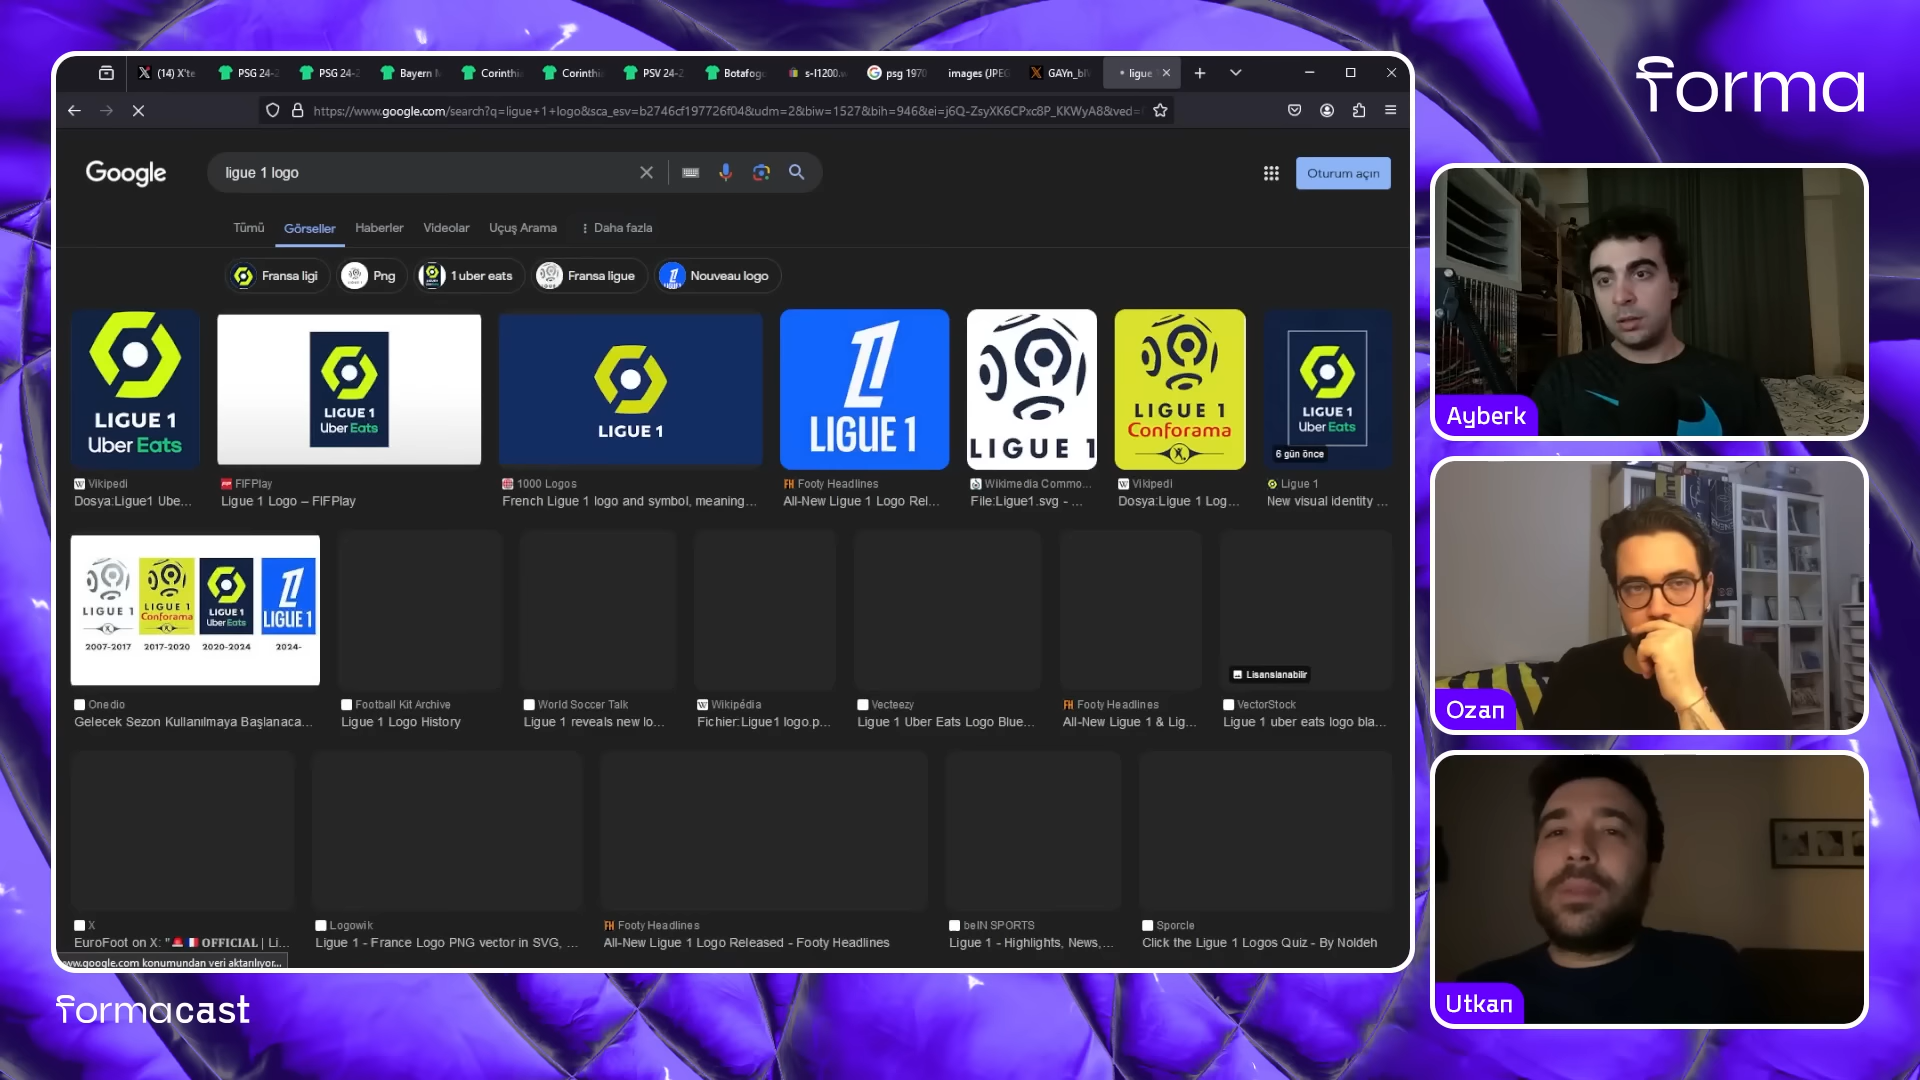 (14) X'te
PSG 24-2
PSG 24-2
Bayern M
Corinthia
Corinthia
PSV 24-2
Botafogo
s-l1200.w
psg 1970
images (JPEG
GAYn_bl
ligue
https://www.google.com/search?q=ligue+1+logo&sca_esv=b2746cf197726f04&udm=2&biw=1527&bih=946&ei=j6Q-ZsyXK6CPxc8P_KKWyA8&ved=
forma
Google
ligue 1 logo
Oturum açın
Tümü
Görseller
Haberler
Videolar
Uçuş Arama
Daha fazla
Fransa ligi
Png
1 uber eats
Fransa ligue
Nouveau logo
LIGUE 1
Uber Eats
LIGUE 1
Uber Eats
LIGUE 1
LIGUE 1
LIGUE 1
LIGUE 1
Conforama
LIGUE 1
Uber Eats
6 gün önce
Vikipedi
Dosya:Ligue1 Ube...
FIFPlay
Ligue 1 Logo – FIFPlay
1000 Logos
French Ligue 1 logo and symbol, meaning...
Footy Headlines
All-New Ligue 1 Logo Rel...
Wikimedia Commo...
File:Ligue1.svg - ...
Vikipedi
Dosya:Ligue 1 Log...
Ligue 1
New visual identity ...
Ayberk
LIGUE 1
LIGUE 1
Conforama
LIGUE 1
Uber Eats
LIGUE 1
2007-2017
2017-2020
2020-2024
2024-
Lisanslanabilir
Onedio
Gelecek Sezon Kullanılmaya Başlanaca...
Football Kit Archive
Ligue 1 Logo History
World Soccer Talk
Ligue 1 reveals new lo...
Wikipédia
Fichier:Ligue1 logo.p...
Vecteezy
Ligue 1 Uber Eats Logo Blue...
Footy Headlines
All-New Ligue 1 & Lig...
VectorStock
Ligue 1 uber eats logo bla...
Ozan
X
EuroFoot on X: "🚨 🇫🇷 𝐎𝐅𝐅𝐈𝐂𝐈𝐀𝐋 | Li...
Logowik
Ligue 1 - France Logo PNG vector in SVG, ...
Footy Headlines
All-New Ligue 1 Logo Released - Footy Headlines
beIN SPORTS
Ligue 1 - Highlights, News,...
Sporcle
Click the Ligue 1 Logos Quiz - By Noldeh
www.google.com konumundan veri aktarılıyor...
Utkan
formacast